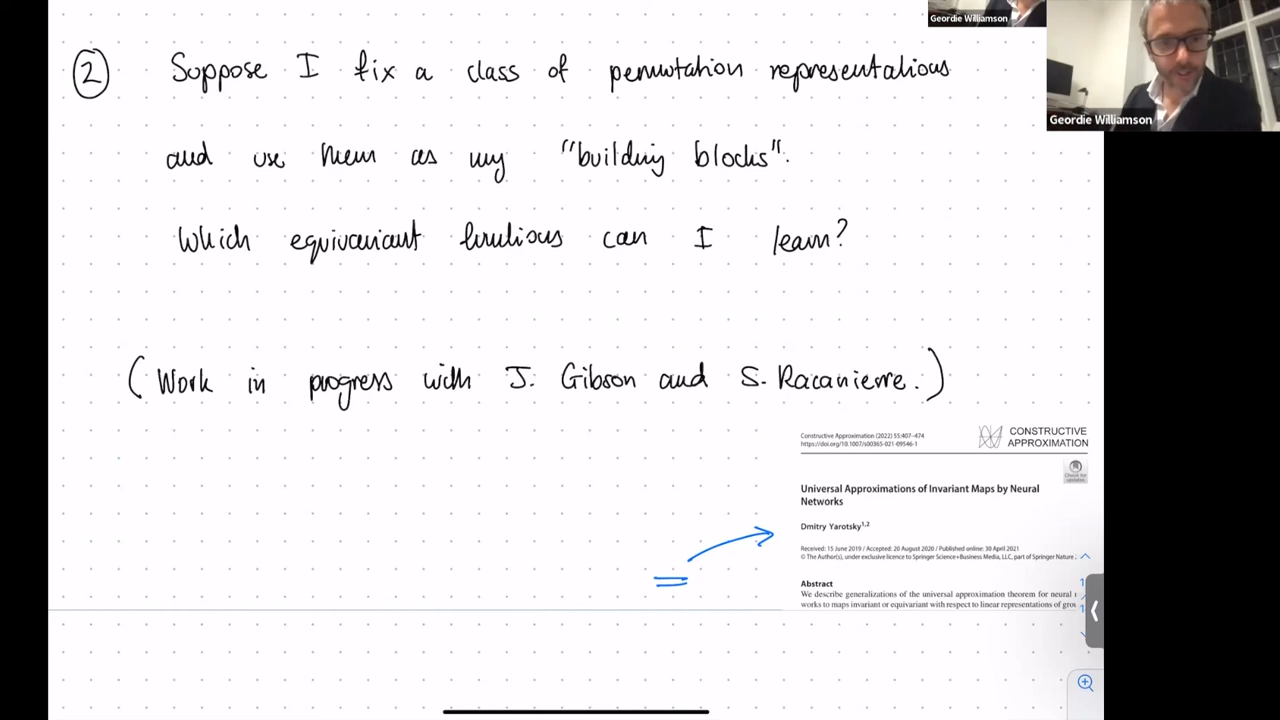 ② Suppose I fix a class of permutation representations
and use them as my "building blocks".
Which equivariant functions can I learn?
(Work in progress with J. Gibson and S. Racaniere.)
Constructive Approximation (2022) 55:407–474
https://doi.org/10.1007/s00365-021-09546-1
CONSTRUCTIVE
APPROXIMATION
Check for
updates
Universal Approximations of Invariant Maps by Neural
Networks
Dmitry Yarotsky1,2
Received: 15 June 2019 / Accepted: 20 August 2020 / Published online: 30 April 2021
© The Author(s), under exclusive licence to Springer Science+Business Media, LLC, part of Springer Nature
Abstract
We describe generalizations of the universal approximation theorem for neural
works to maps invariant or equivariant with respect to linear representations of
Geordie Williamson
Geordie Williamson